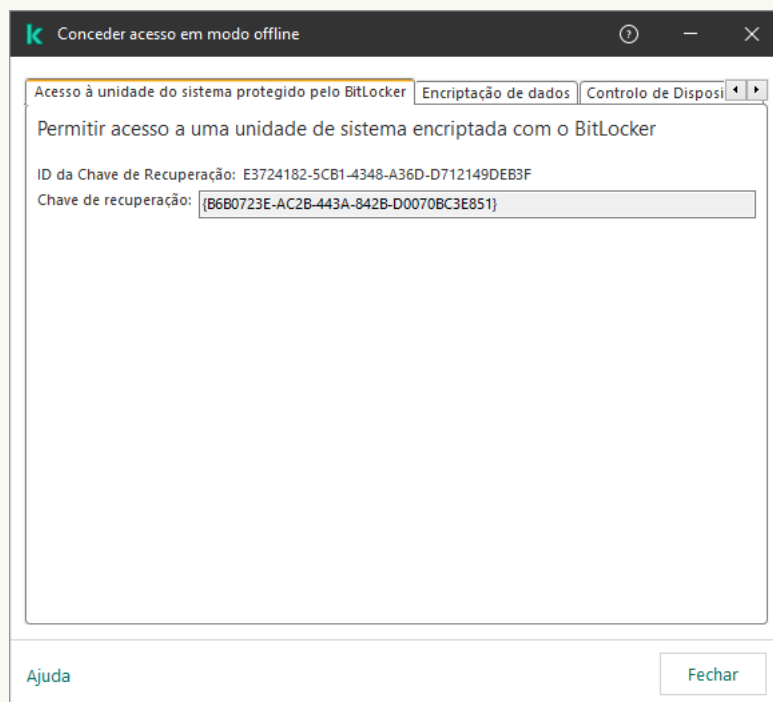 Conceder acesso em modo offline
Acesso à unidade do sistema protegido pelo BitLocker Encriptação de dados Controlo de Disposi
Permitir acesso a uma unidade de sistema encriptada com o BitLocker
ID da Chave de Recuperação: E3724182-5CB1-4348-A36D-D712149DEB3F
Chave de recuperação: {B6B0723E-AC2B-443A-842B-D0070BC3E851}
Ajuda Fechar